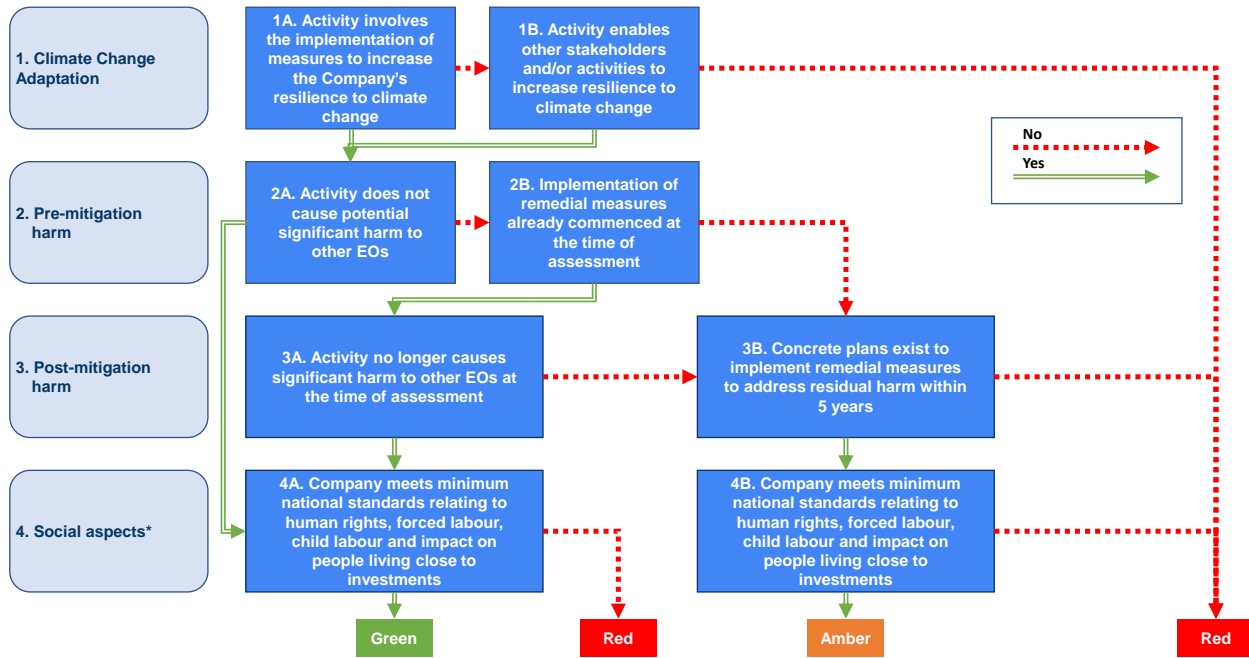 1. Climate Change
Adaptation
1A. Activity involves
the implementation of
measures to increase
the Company's
resilience to climate
change
1B. Activity enables
other stakeholders
and/or activities to
increase resilience to
climate change
No
Yes
2. Pre-mitigation
harm
2A. Activity does not
cause potential
significant harm to
other EOs
2B. Implementation of
remedial measures
already commenced at
the time of
assessment
3. Post-mitigation
harm
3A. Activity no longer causes
significant harm to other EOs at
the time of assessment
3B. Concrete plans exist to
implement remedial measures
to address residual harm within
5 years
4. Social aspects*
4A. Company meets minimum
national standards relating to
human rights, forced labour,
child labour and impact on
people living close to
investments
4B. Company meets minimum
national standards relating to
human rights, forced labour,
child labour and impact on
people living close to
investments
Green
Red
Amber
Red